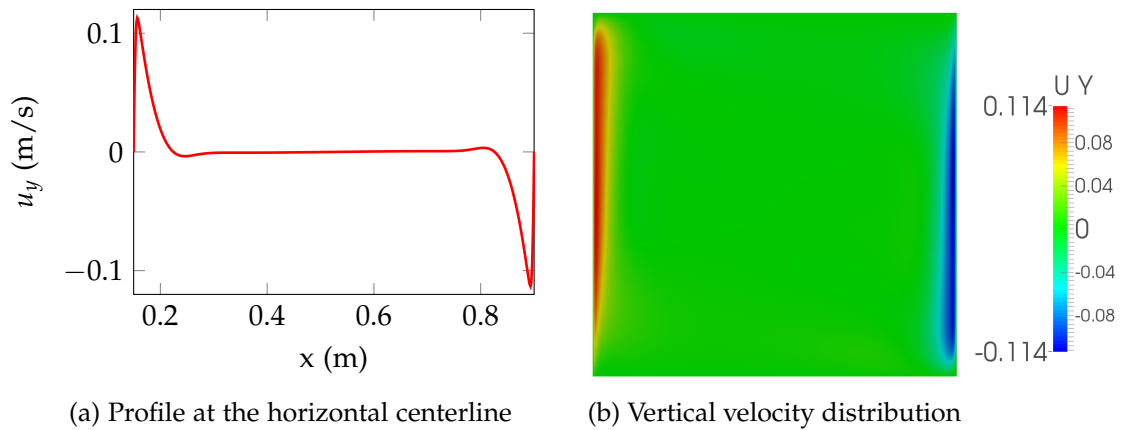 0.1
0
−0.1
u_y (m/s)
0.2 0.4 0.6 0.8
x (m)
(a) Profile at the horizontal centerline
U Y
0.114
0.08
0.04
0
-0.04
-0.08
-0.114
(b) Vertical velocity distribution